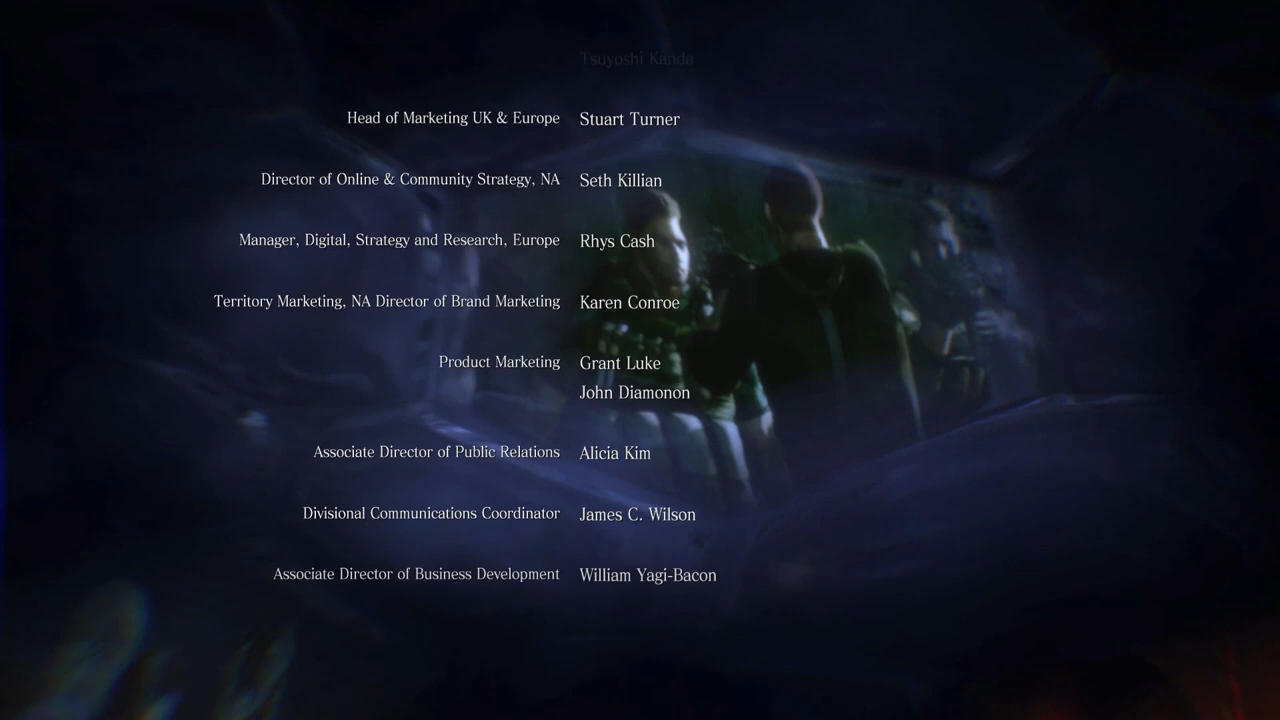 Tsuyoshi Kanda
Head of Marketing UK & Europe Stuart Turner
Director of Online & Community Strategy, NA Seth Killian
Manager, Digital, Strategy and Research, Europe Rhys Cash
Territory Marketing, NA Director of Brand Marketing Karen Conroe
Product Marketing Grant Luke
John Diamonon
Associate Director of Public Relations Alicia Kim
Divisional Communications Coordinator James C. Wilson
Associate Director of Business Development William Yagi-Bacon